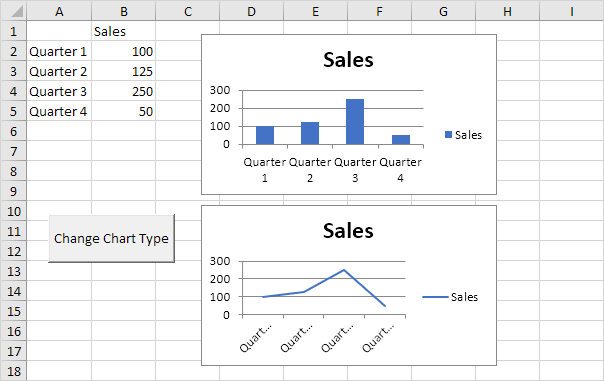 A B C D E F G H I
1 Sales
2 Quarter 1 100
3 Quarter 2 125
4 Quarter 3 250
5 Quarter 4 50
6
7
8
9
10
11
12
13
14
15
16
17
18
Sales
300
200
100
0
Quarter Quarter Quarter Quarter
1 2 3 4
Sales
Change Chart Type
Sales
300
200
100
0
Quart... Quart... Quart... Quart...
Sales